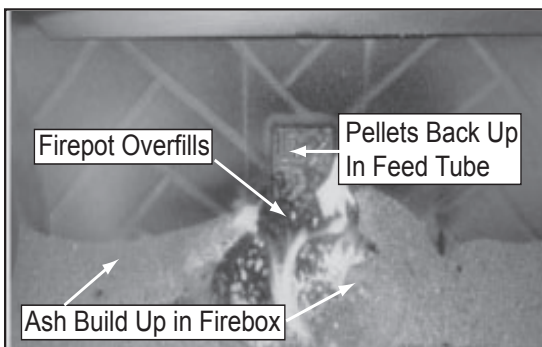 Firepot Overfills
Pellets Back Up
In Feed Tube
Ash Build Up in Firebox